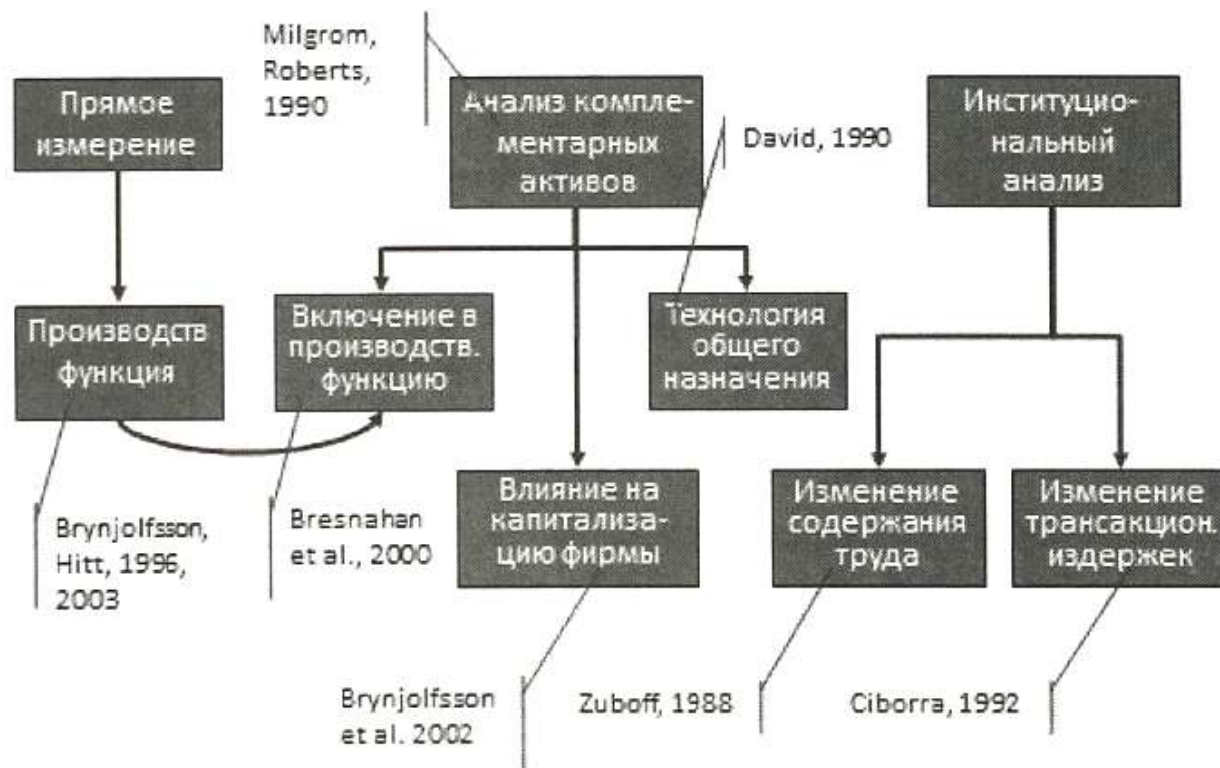 Milgrom,
Roberts,
1990
Прямое
измерение
Анализ компле-
ментарных
активов
David, 1990
Институцио-
нальный
анализ
Производств
функция
Включение в
производств.
функцию
Технология
общего
назначения
Brynjolfsson,
Hitt, 1996,
2003
Bresnahan
et al., 2000
Влияние на
капитализа-
цию фирмы
Изменение
содержания
труда
Изменение
трансакцион.
издержек
Brynjolfsson
et al. 2002
Zuboff, 1988
Ciborra, 1992